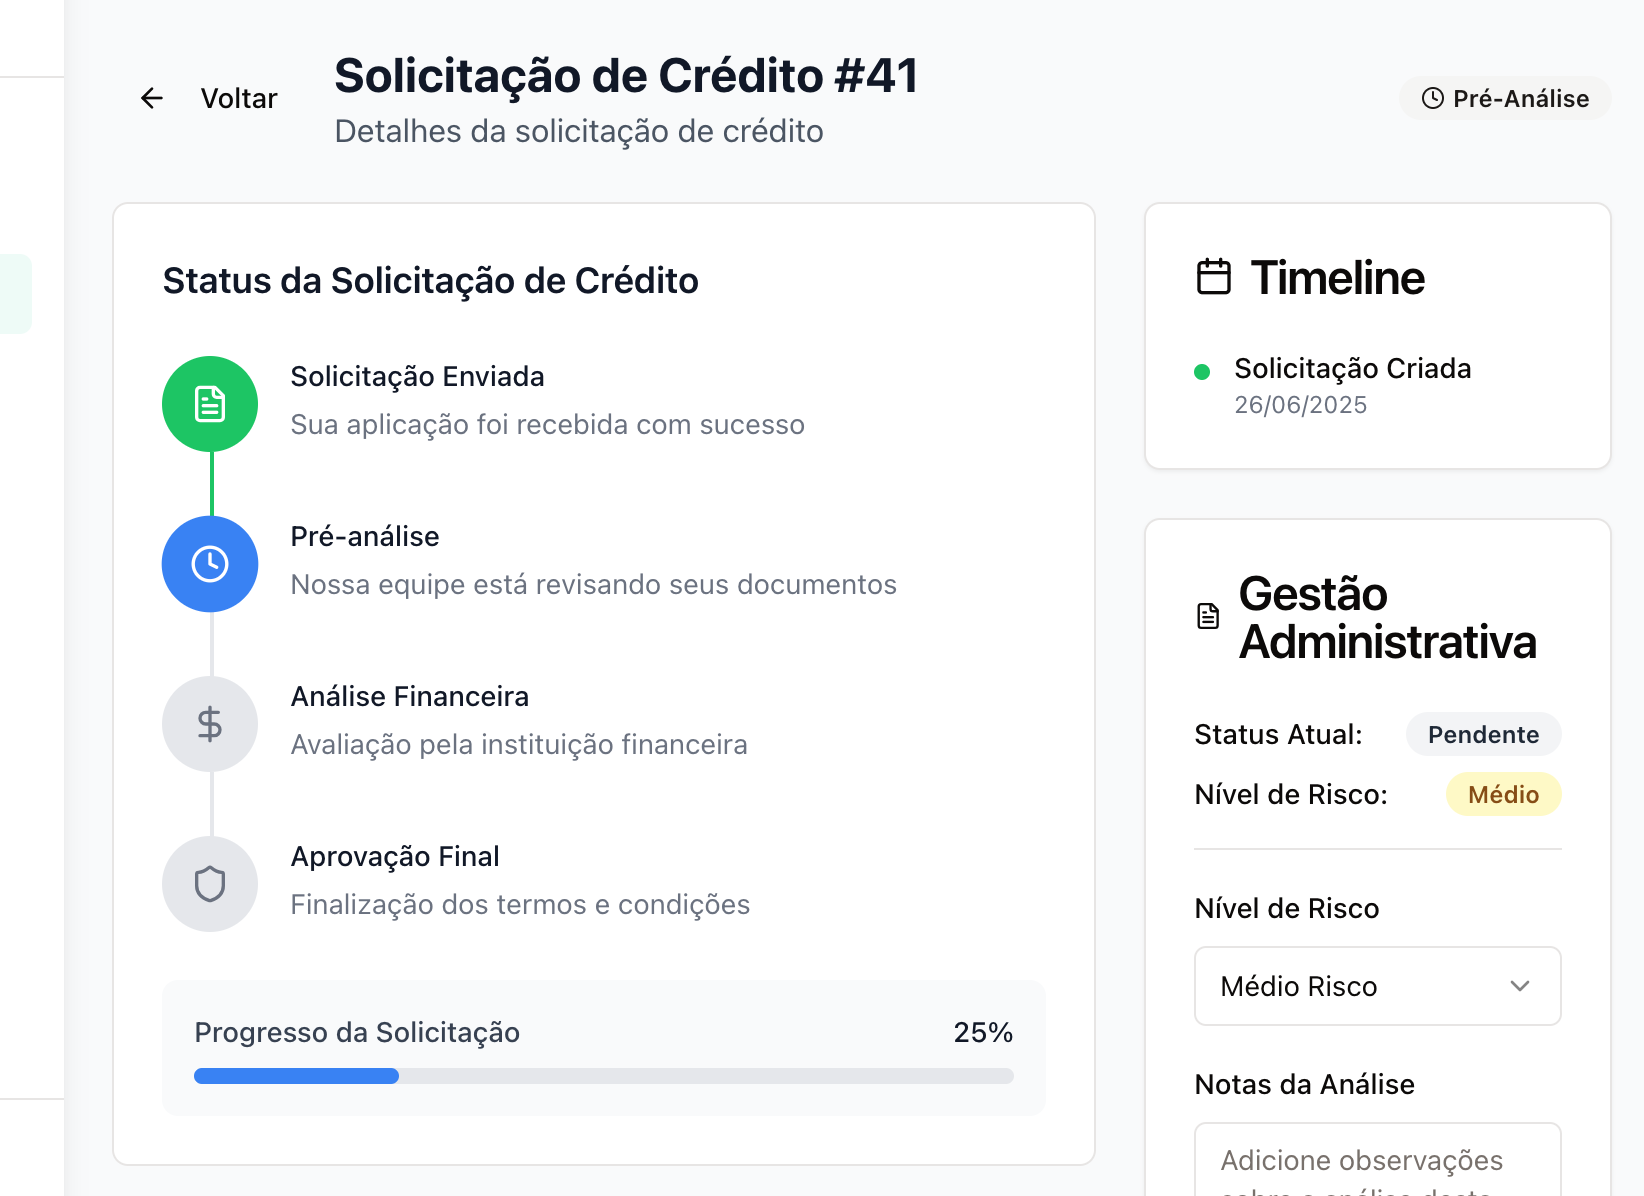 Voltar
Solicitação de Crédito #41
Detalhes da solicitação de crédito
Pré-Análise
Status da Solicitação de Crédito
Solicitação Enviada
Sua aplicação foi recebida com sucesso
Pré-análise
Nossa equipe está revisando seus documentos
Análise Financeira
Avaliação pela instituição financeira
Aprovação Final
Finalização dos termos e condições
Progresso da Solicitação
25%
Timeline
Solicitação Criada
26/06/2025
Gestão
Administrativa
Status Atual:
Pendente
Nível de Risco:
Médio
Nível de Risco
Médio Risco
Notas da Análise
Adicione observações